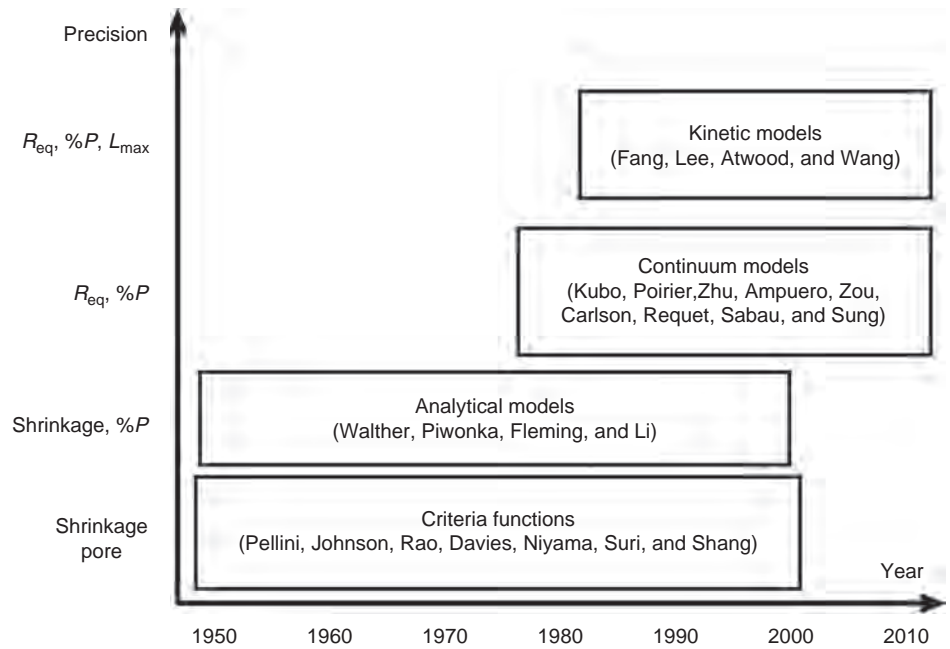 Precision
Req, %P, Lmax
Kinetic models
(Fang, Lee, Atwood, and Wang)
Req, %P
Continuum models
(Kubo, Poirier,Zhu, Ampuero, Zou,
Carlson, Requet, Sabau, and Sung)
Shrinkage, %P
Analytical models
(Walther, Piwonka, Fleming, and Li)
Shrinkage
pore
Criteria functions
(Pellini, Johnson, Rao, Davies, Niyama, Suri, and Shang)
Year
1950 1960 1970 1980 1990 2000 2010